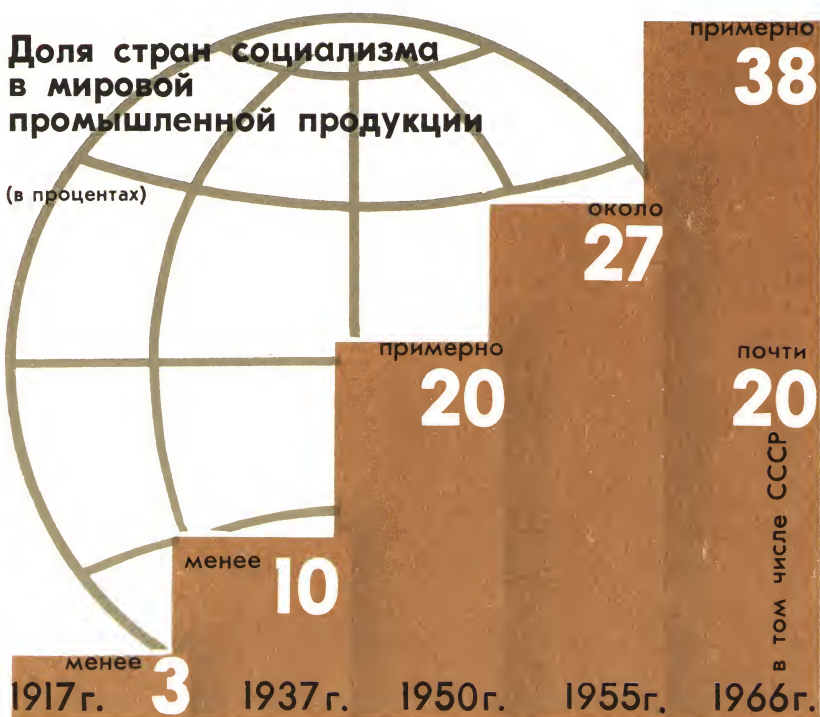 Доля стран социализма
в мировой
промышленной продукции
(в процентах)
примерно
38
около
27
примерно
20
почти
20
в том числе СССР
менее
10
менее
3
1917г.
1937г.
1950г.
1955г.
1966г.